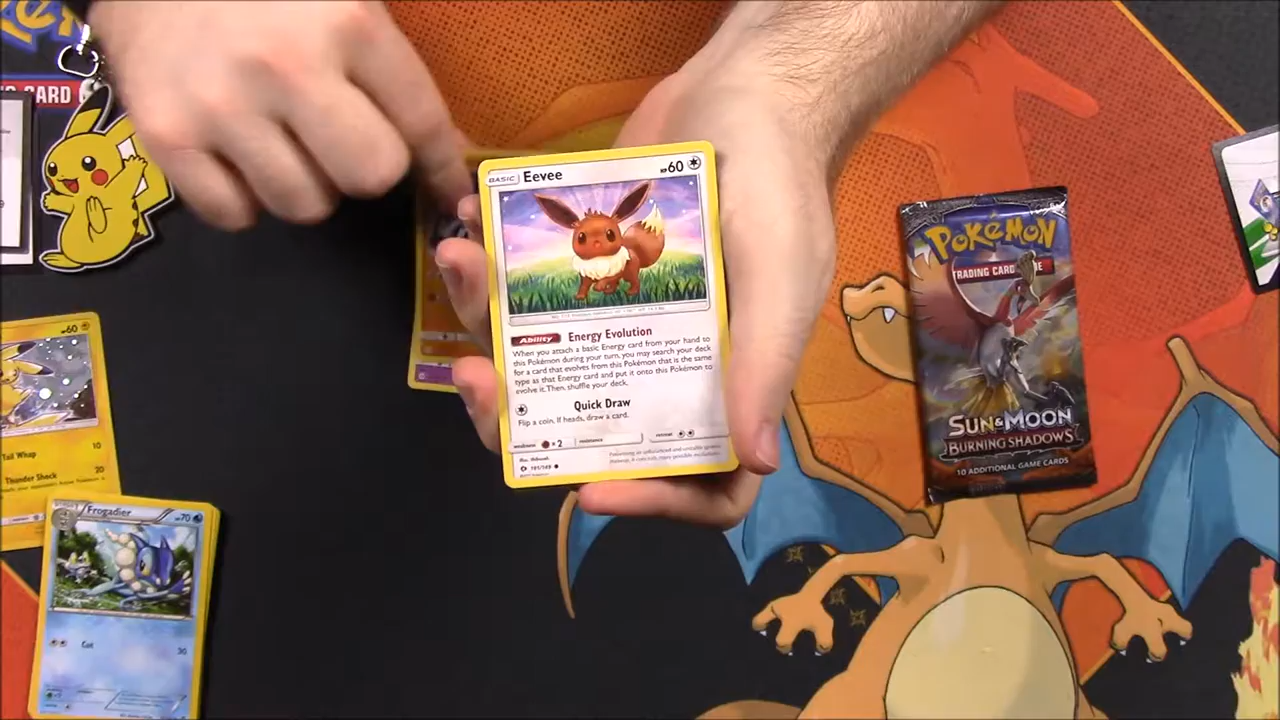 CARD
BASIC Eevee HP60
Ability Energy Evolution
When you attach a basic Energy card from your hand to
this Pokémon during your turn, you may search your deck
for a card that evolves from this Pokémon that is the same
type as that Energy card and put it onto this Pokémon to
evolve it. Then, shuffle your deck.
Quick Draw
Flip a coin. If heads, draw a card.
weakness ×2 resistance retreat
101/149
POKéMON
TRADING CARD
SUN & MOON
BURNING SHADOWS
10 ADDITIONAL GAME CARDS
60
Tail Whap
10
Thunder Shock
20
Frogadier HP70
Cut 30